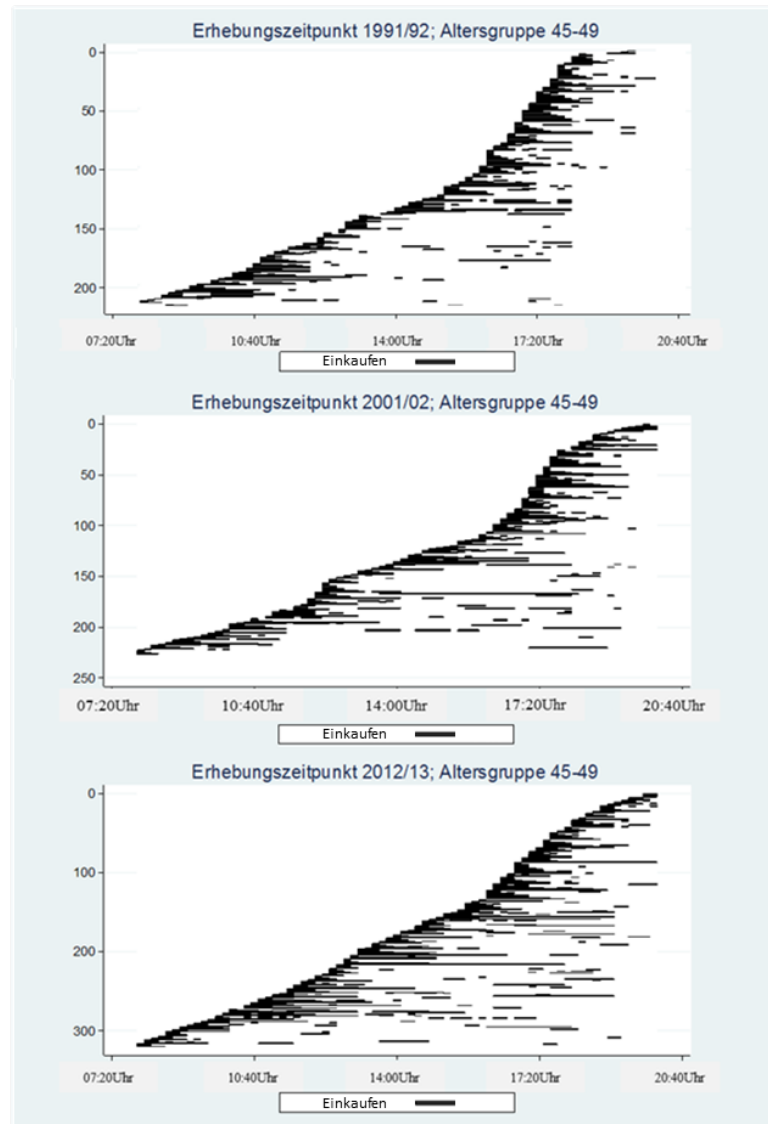 Erhebungszeitpunkt 1991/92; Altersgruppe 45-49
0
50
100
150
200
07:20Uhr 10:40Uhr 14:00Uhr 17:20Uhr 20:40Uhr
Einkaufen
Erhebungszeitpunkt 2001/02; Altersgruppe 45-49
0
50
100
150
200
250
07:20Uhr 10:40Uhr 14:00Uhr 17:20Uhr 20:40Uhr
Einkaufen
Erhebungszeitpunkt 2012/13; Altersgruppe 45-49
0
100
200
300
07:20Uhr 10:40Uhr 14:00Uhr 17:20Uhr 20:40Uhr
Einkaufen